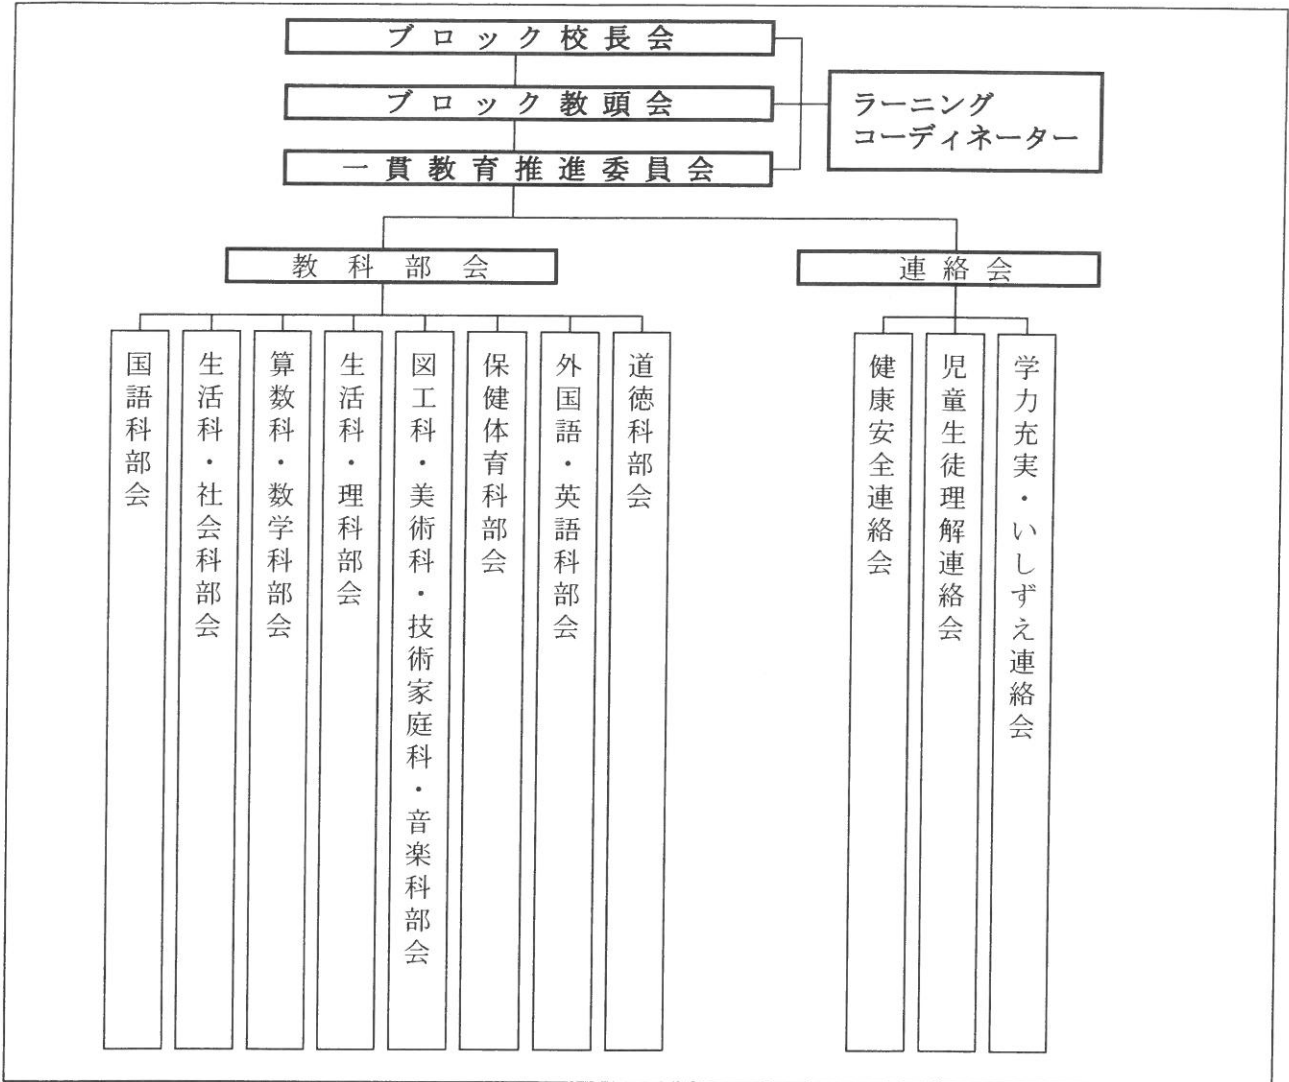 ブロック校長会
ブロック教頭会
一貫教育推進委員会
ラーニング
コーディネーター
教科部会
連絡会
国語科部会
生活科・社会科部会
算数科・数学科部会
生活科・理科部会
図工科・美術科・技術家庭科・音楽科部会
保健体育科部会
外国語・英語科部会
道徳科部会
健康安全連絡会
児童生徒理解連絡会
学力充実・いしずえ連絡会